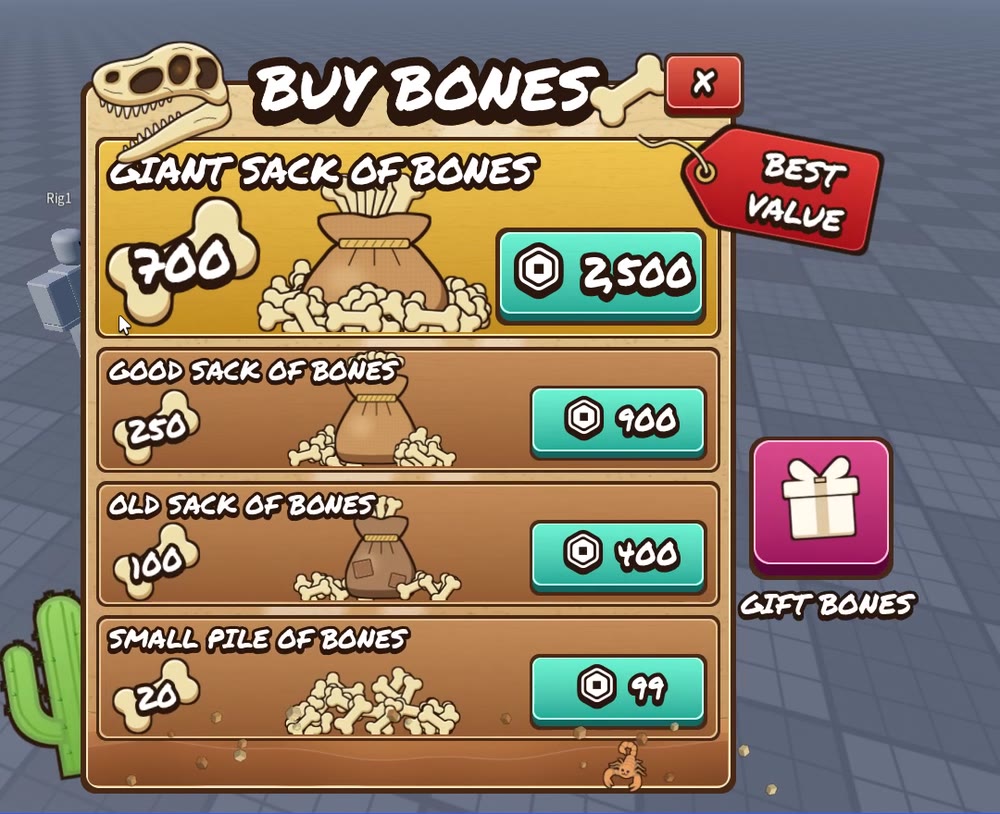 BUY BONES
X
GIANT SACK OF BONES
BEST
VALUE
Rig1
700
2,500
GOOD SACK OF BONES
250
900
OLD SACK OF BONES
100
400
GIFT BONES
SMALL PILE OF BONES
20
99